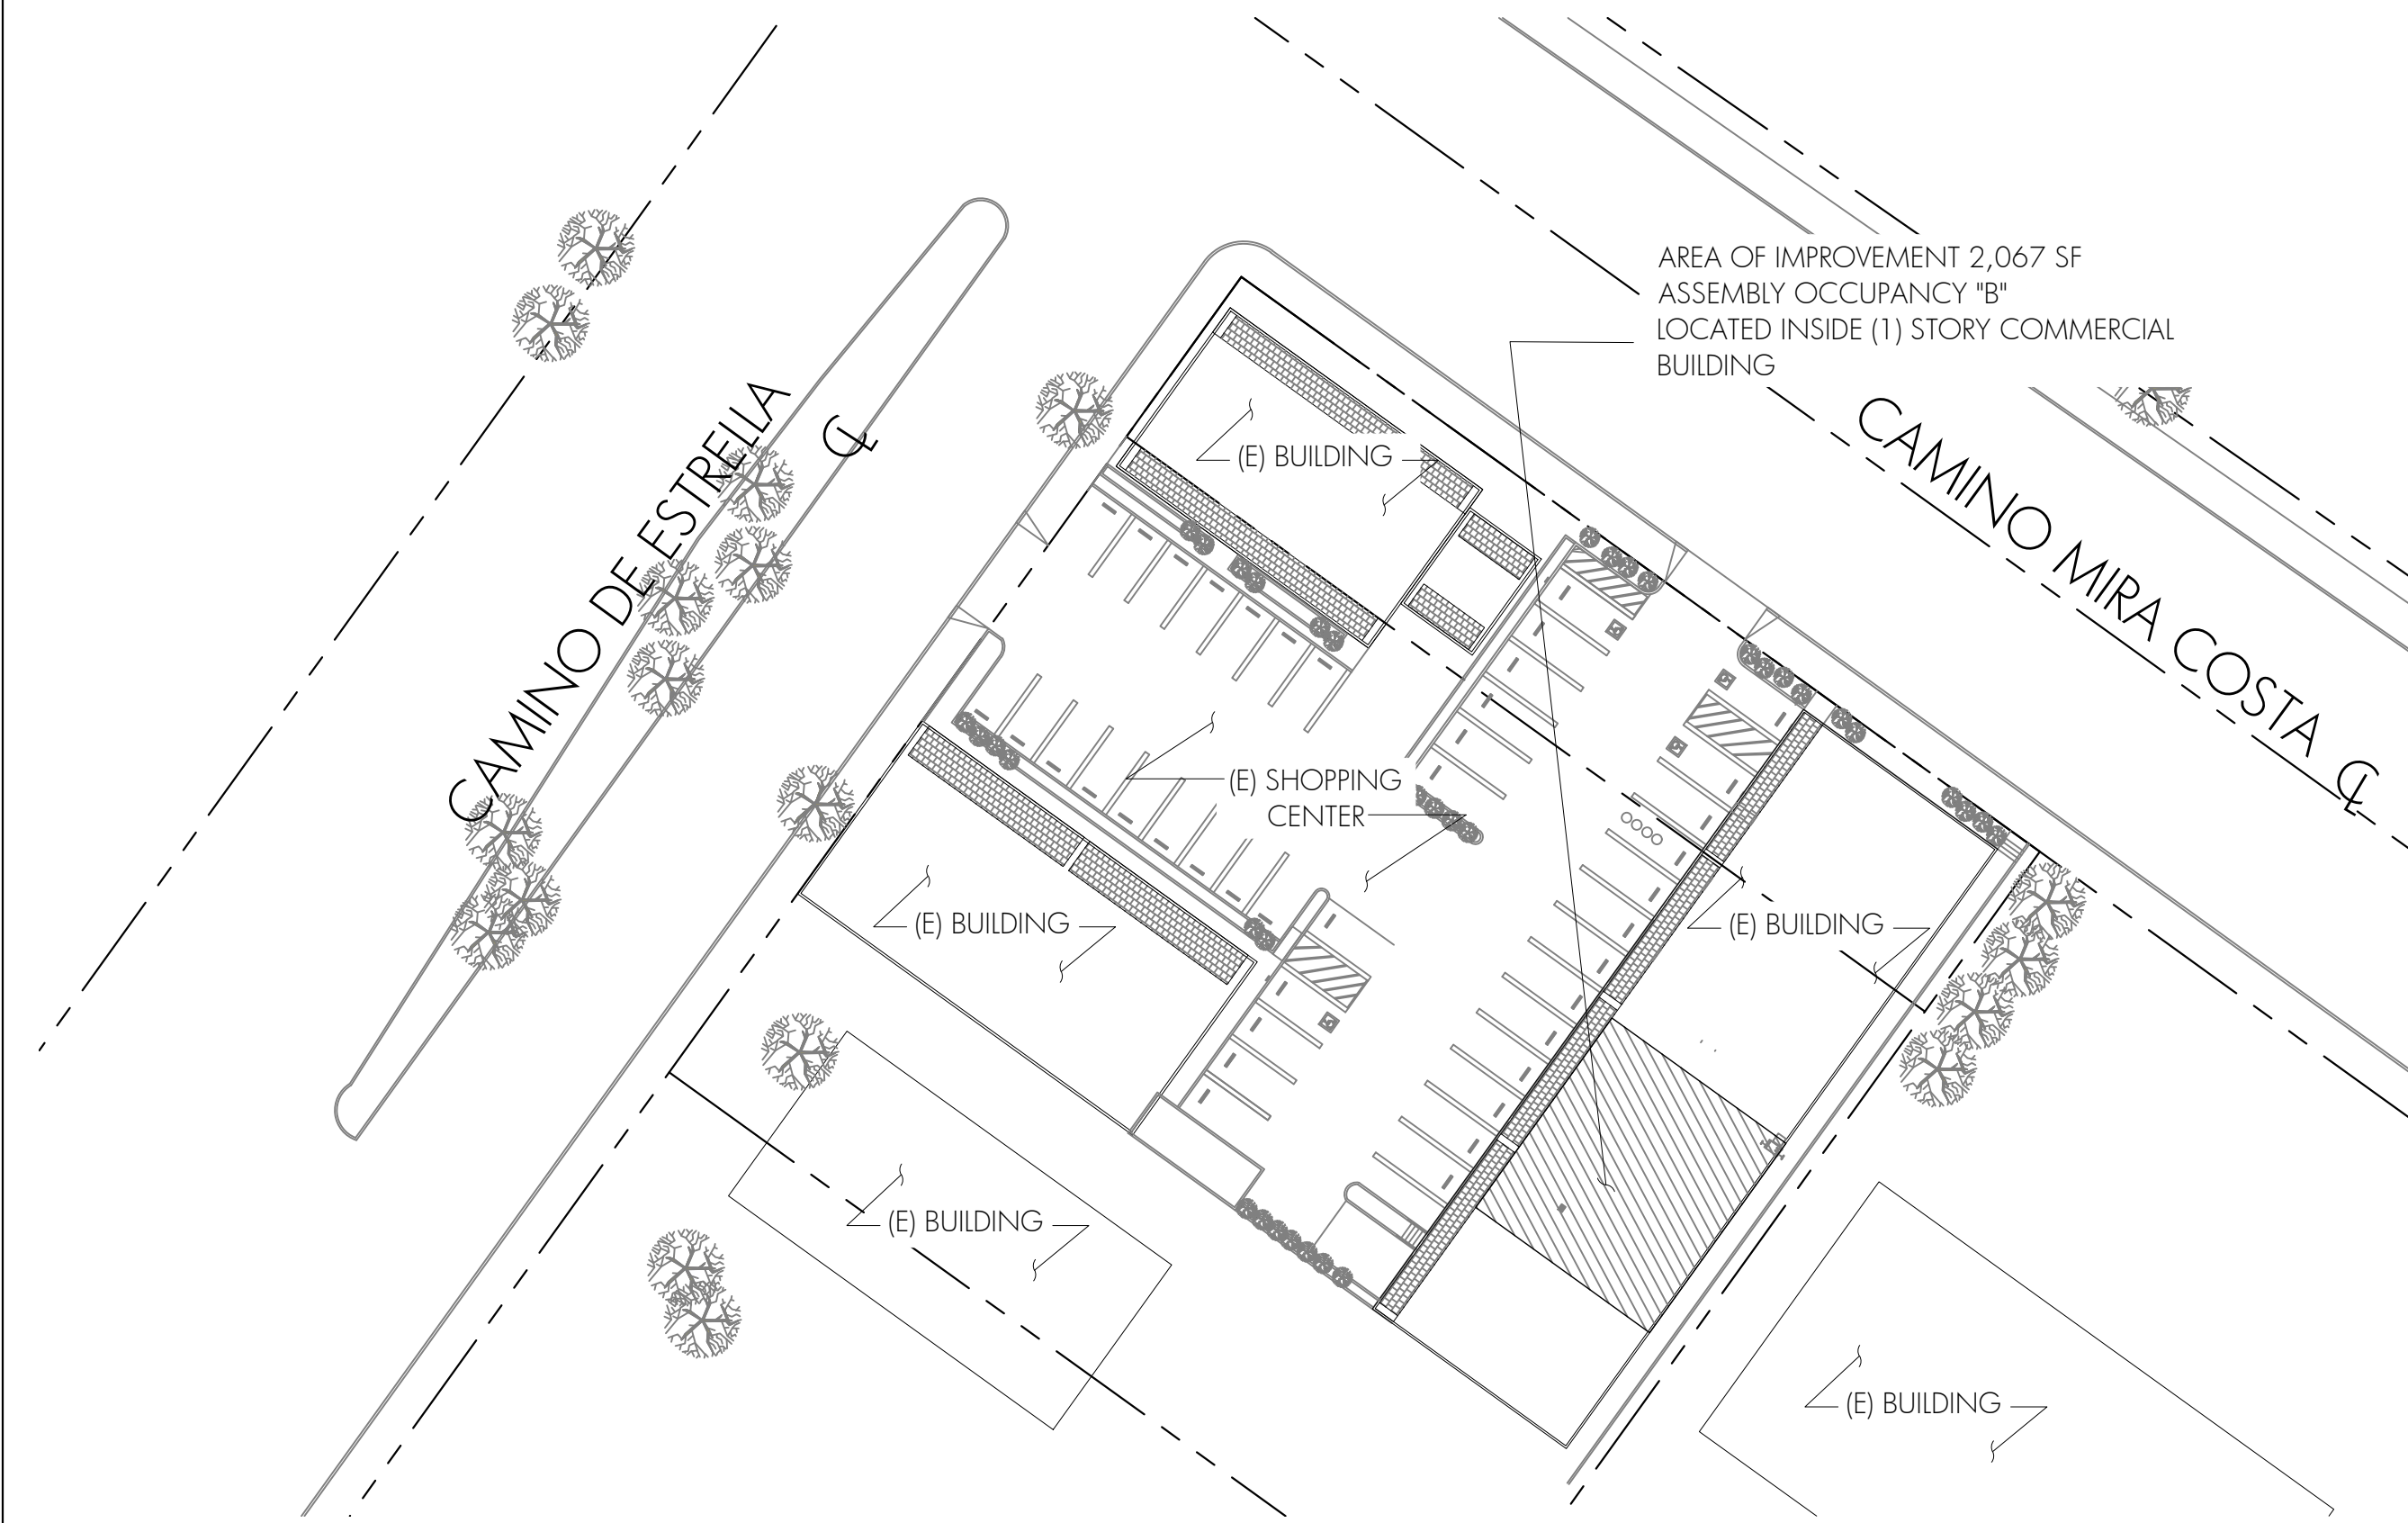 AREA OF IMPROVEMENT 2,067 SF
ASSEMBLY OCCUPANCY "B"
LOCATED INSIDE (1) STORY COMMERCIAL
BUILDING
CAMINO DE ESTRELLA
℄
CAMINO MIRA COSTA
℄
(E) BUILDING
(E) SHOPPING
CENTER
(E) BUILDING
(E) BUILDING
(E) BUILDING
(E) BUILDING